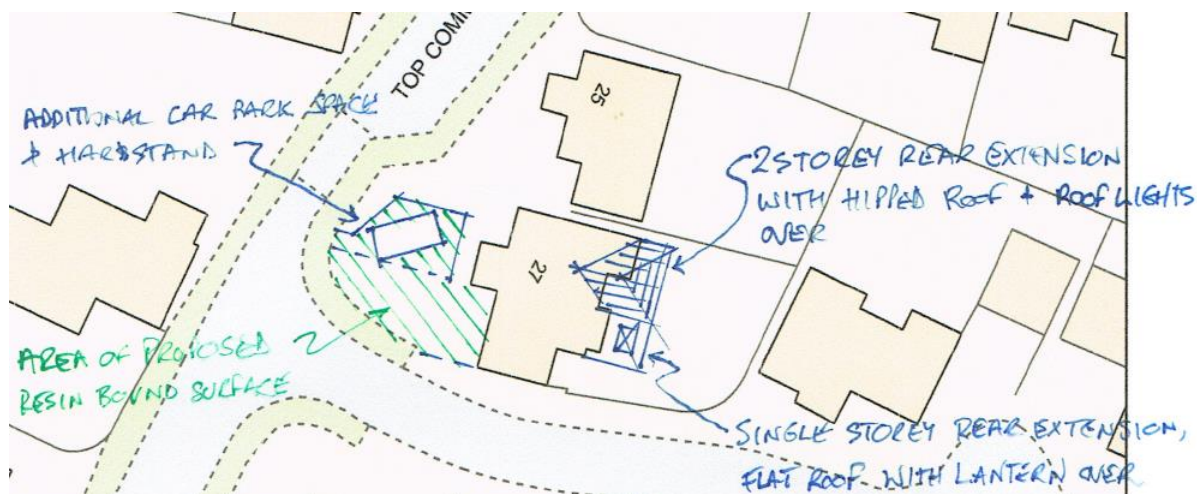 TOP COMM
25
ADDITIONAL CAR PARK SPACE
& HARDSTAND
2 STOREY REAR EXTENSION
WITH HIPPED ROOF + ROOF LIGHTS
OVER
27
AREA OF PROPOSED
RESIN BOUND SURFACE
SINGLE STOREY REAR EXTENSION,
FLAT ROOF WITH LANTERN OVER